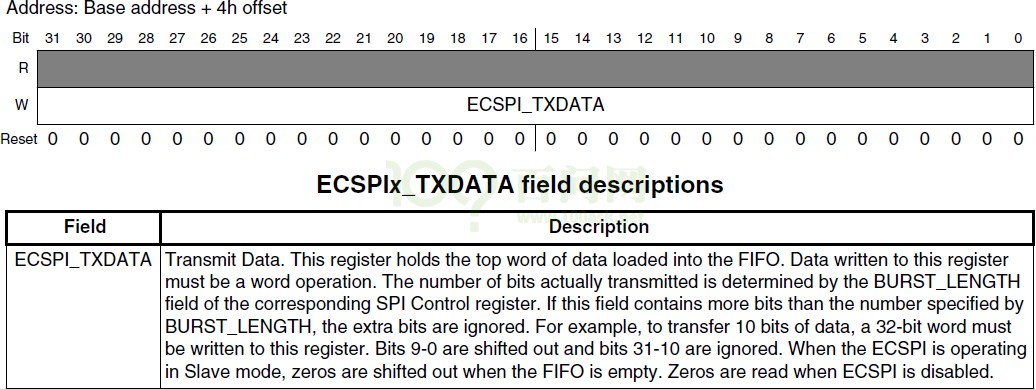 Address: Base address + 4h offset
Bit 31 30 29 28 27 26 25 24 23 22 21 20 19 18 17 16 15 14 13 12 11 10 9 8 7 6 5 4 3 2 1 0
R
W ECSPI_TXDATA
Reset 0 0 0 0 0 0 0 0 0 0 0 0 0 0 0 0 0 0 0 0 0 0 0 0 0 0 0 0 0 0 0 0
百问网
ECSPIx_TXDATA field descriptions
Field Description
ECSPI_TXDATA Transmit Data. This register holds the top word of data loaded into the FIFO. Data written to this register
must be a word operation. The number of bits actually transmitted is determined by the BURST_LENGTH
field of the corresponding SPI Control register. If this field contains more bits than the number specified by
BURST_LENGTH, the extra bits are ignored. For example, to transfer 10 bits of data, a 32-bit word must
be written to this register. Bits 9-0 are shifted out and bits 31-10 are ignored. When the ECSPI is operating
in Slave mode, zeros are shifted out when the FIFO is empty. Zeros are read when ECSPI is disabled.